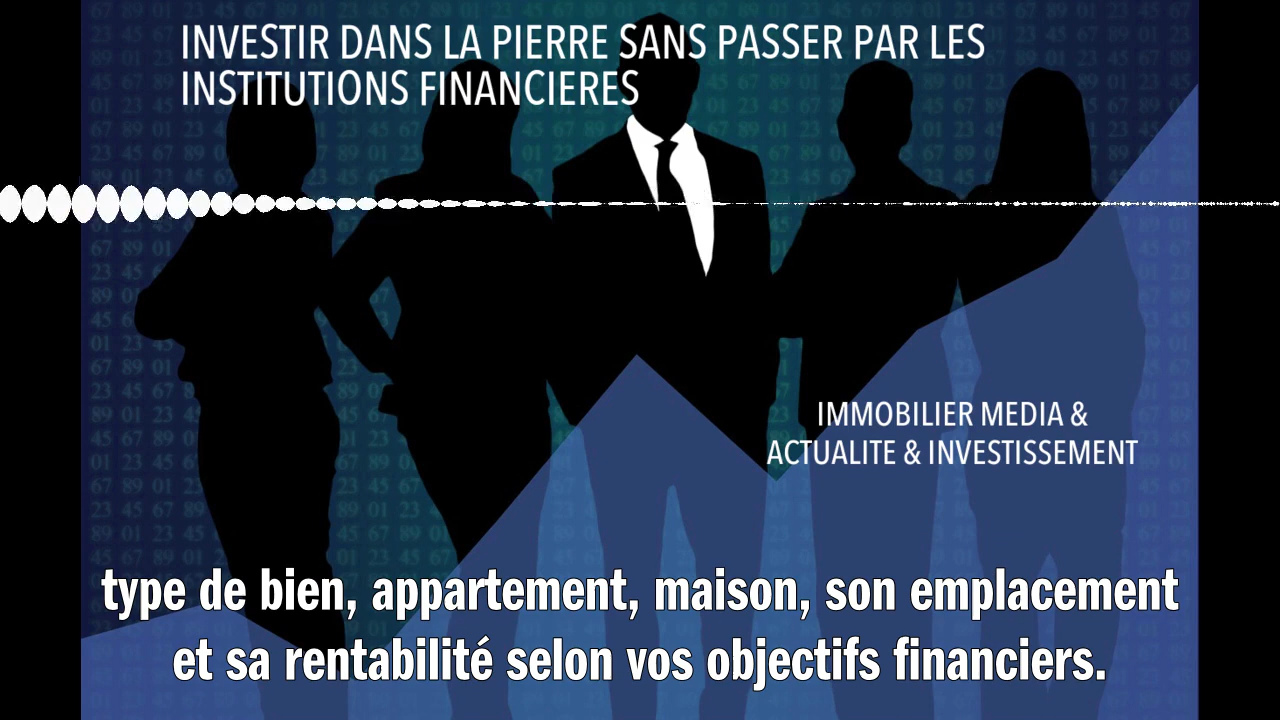 INVESTIR DANS LA PIERRE SANS PASSER PAR LES
INSTITUTIONS FINANCIERES
IMMOBILIER MEDIA &
ACTUALITE & INVESTISSEMENT
type de bien, appartement, maison, son emplacement
et sa rentabilité selon vos objectifs financiers.